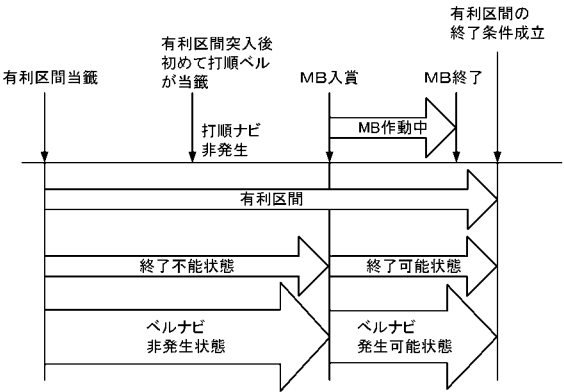 有利区間の
終了条件成立
有利区間突入後
初めて打順ベル
が当籤
有利区間当籤
MB入賞
MB終了
MB作動中
打順ナビ
非発生
有利区間
終了不能状態
終了可能状態
ベルナビ
非発生状態
ベルナビ
発生可能状態